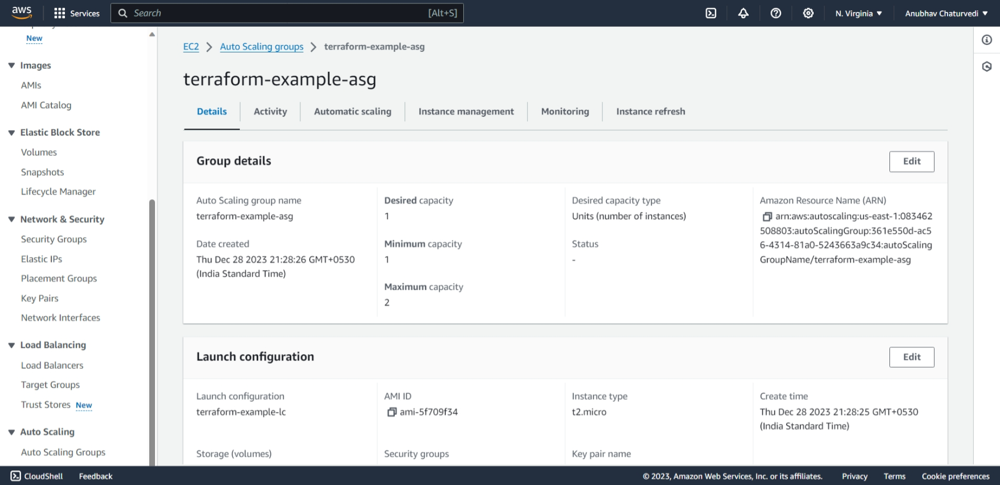 aws
Services
Search
[Alt+S]
N. Virginia
Anubhav Chaturvedi
New
Images
AMIs
AMI Catalog
Elastic Block Store
Volumes
Snapshots
Lifecycle Manager
Network & Security
Security Groups
Elastic IPs
Placement Groups
Key Pairs
Network Interfaces
Load Balancing
Load Balancers
Target Groups
Trust Stores New
Auto Scaling
Auto Scaling Groups
EC2 > Auto Scaling groups > terraform-example-asg
terraform-example-asg
Details
Activity
Automatic scaling
Instance management
Monitoring
Instance refresh
Group details
Edit
Auto Scaling group name
terraform-example-asg
Date created
Thu Dec 28 2023 21:28:26 GMT+0530
(India Standard Time)
Desired capacity
1
Minimum capacity
1
Maximum capacity
2
Desired capacity type
Units (number of instances)
Status
-
Amazon Resource Name (ARN)
arn:aws:autoscaling:us-east-1:083462
508803:autoScalingGroup:361e550d-ac5
6-4314-81a0-5243663a9c34:autoScaling
GroupName/terraform-example-asg
Launch configuration
Edit
Launch configuration
terraform-example-lc
AMI ID
ami-5f709f34
Instance type
t2.micro
Create time
Thu Dec 28 2023 21:28:25 GMT+0530
(India Standard Time)
Storage (volumes)
Security groups
Key pair name
CloudShell
Feedback
© 2023, Amazon Web Services, Inc. or its affiliates.
Privacy
Terms
Cookie preferences